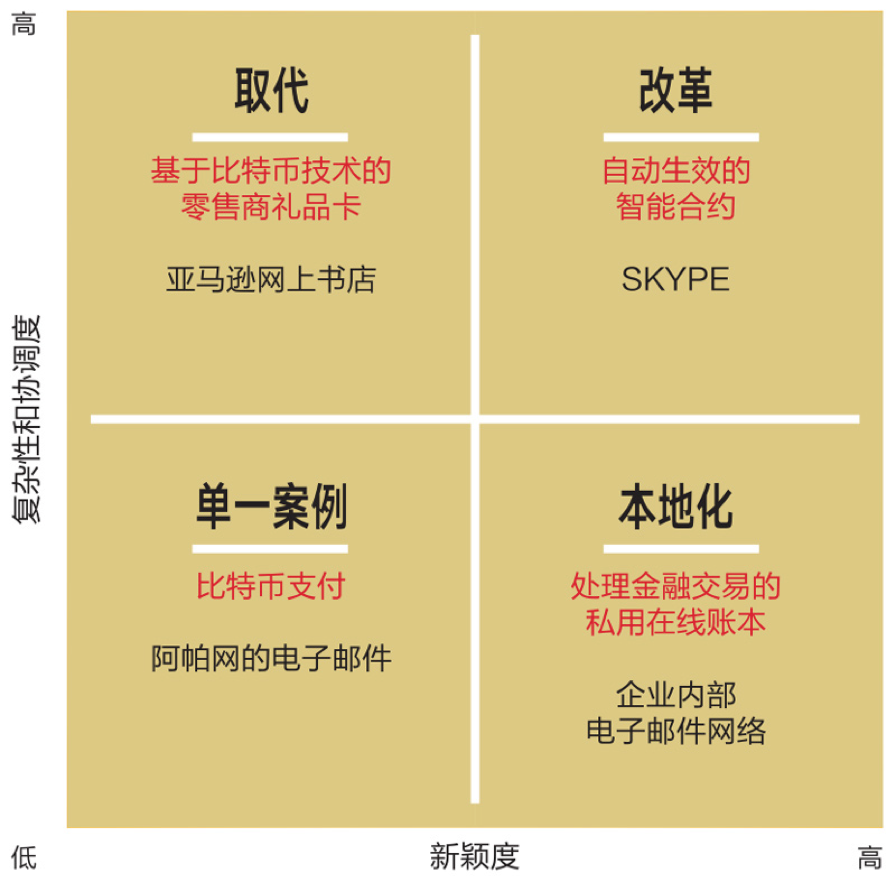 高
取代
基于比特币技术的
零售商礼品卡
亚马逊网上书店
改革
自动生效的
智能合约
SKYPE
复杂性和协调度
单一案例
比特币支付
阿帕网的电子邮件
本地化
处理金融交易的
私用在线账本
企业内部
电子邮件网络
低
新颖度
高